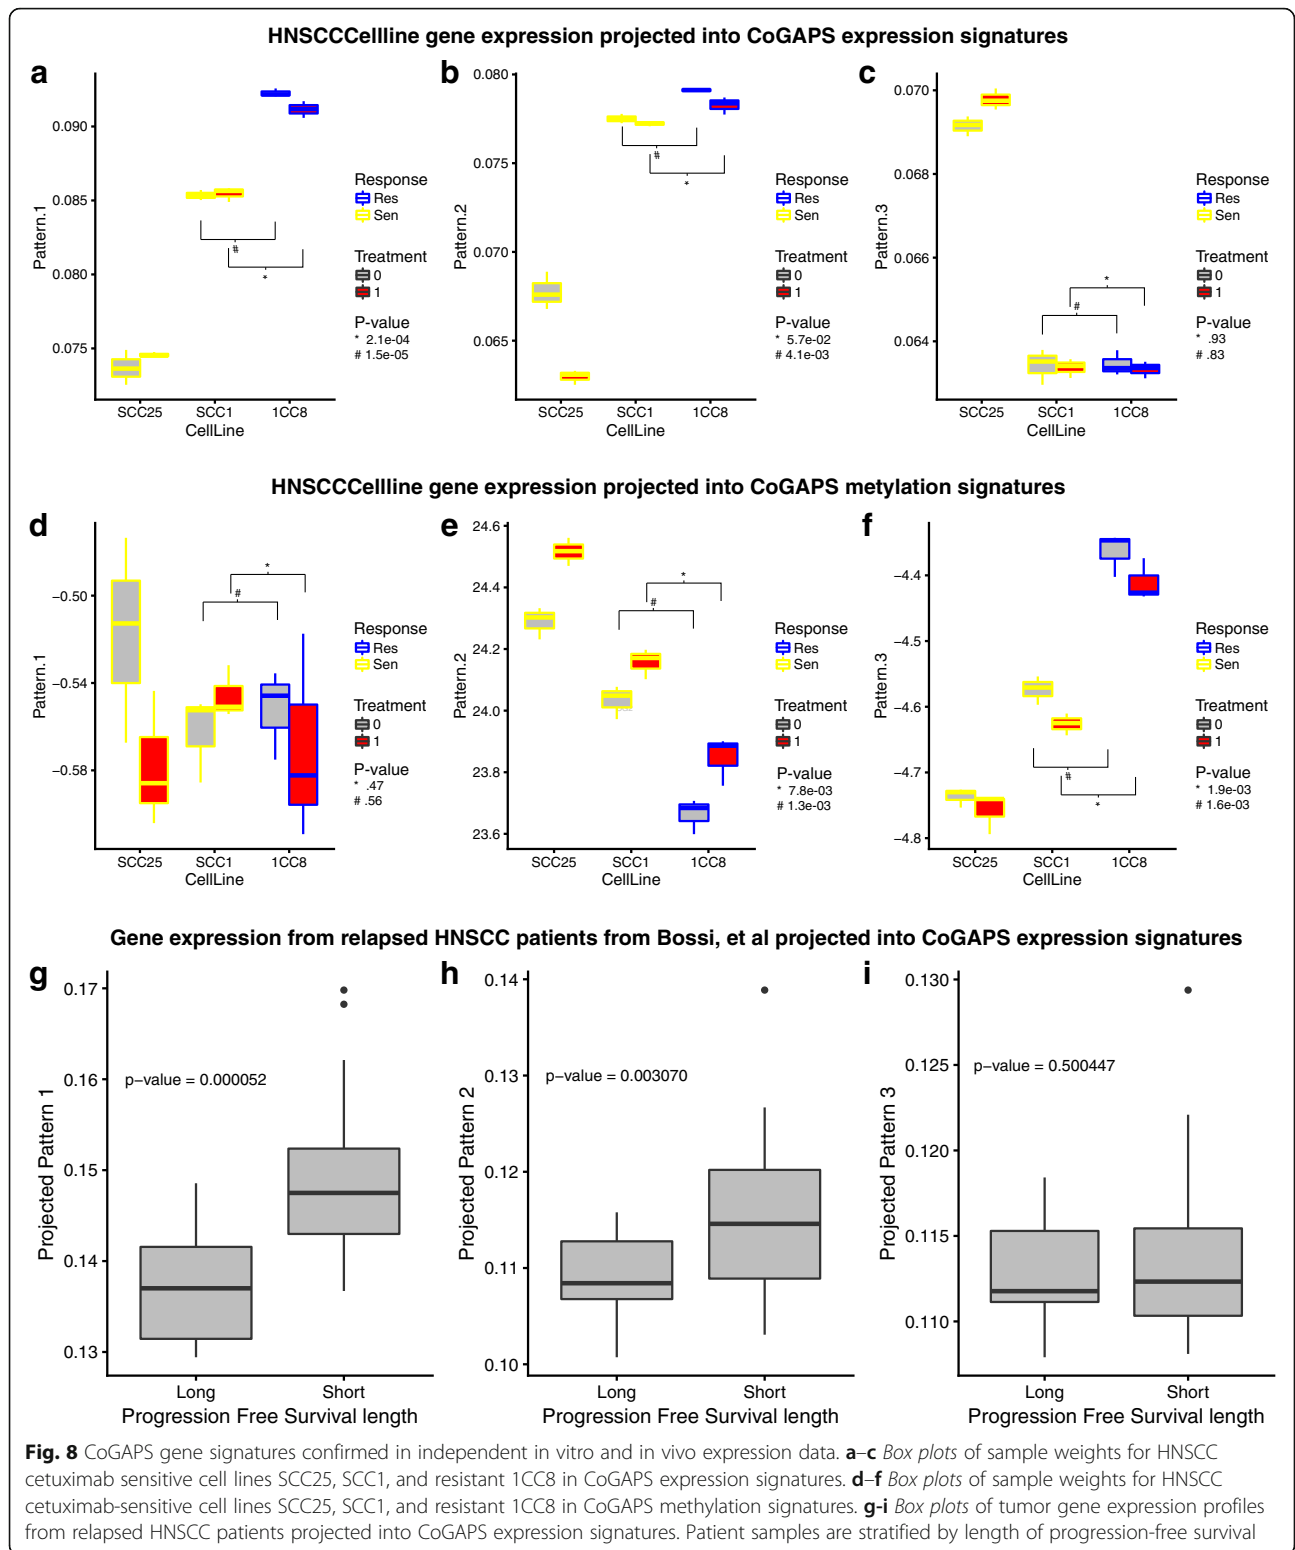 HNSCCCellline gene expression projected into CoGAPS expression signatures
a
Pattern.1
0.090
0.085
0.080
0.075
#
*
SCC25 SCC1 1CC8
CellLine
Response
Res
Sen
Treatment
0
1
P-value
* 2.1e-04
# 1.5e-05
b
Pattern.2
0.080
0.075
0.070
0.065
#
*
SCC25 SCC1 1CC8
CellLine
Response
Res
Sen
Treatment
0
1
P-value
* 5.7e-02
# 4.1e-03
c
Pattern.3
0.070
0.068
0.066
0.064
*
#
SCC25 SCC1 1CC8
CellLine
Response
Res
Sen
Treatment
0
1
P-value
* .93
# .83
HNSCCCellline gene expression projected into CoGAPS metylation signatures
d
Pattern.1
−0.50
−0.54
−0.58
*
#
SCC25 SCC1 1CC8
CellLine
Response
Res
Sen
Treatment
0
1
P-value
* .47
# .56
e
Pattern.2
24.6
24.4
24.2
24.0
23.8
23.6
*
#
SCC25 SCC1 1CC8
CellLine
Response
Res
Sen
Treatment
0
1
P-value
* 7.8e-03
# 1.3e-03
f
Pattern.3
−4.4
−4.5
−4.6
−4.7
−4.8
#
*
SCC25 SCC1 1CC8
CellLine
Response
Res
Sen
Treatment
0
1
P-value
* 1.9e-03
# 1.6e-03
Gene expression from relapsed HNSCC patients from Bossi, et al projected into CoGAPS expression signatures
g
Projected Pattern 1
0.17
0.16
0.15
0.14
0.13
p−value = 0.000052
Long Short
Progression Free Survival length
h
Projected Pattern 2
0.14
0.13
0.12
0.11
0.10
p−value = 0.003070
Long Short
Progression Free Survival length
i
Projected Pattern 3
0.130
0.125
0.120
0.115
0.110
p−value = 0.500447
Long Short
Progression Free Survival length
Fig. 8 CoGAPS gene signatures confirmed in independent in vitro and in vivo expression data. a–c Box plots of sample weights for HNSCC
cetuximab sensitive cell lines SCC25, SCC1, and resistant 1CC8 in CoGAPS expression signatures. d–f Box plots of sample weights for HNSCC
cetuximab-sensitive cell lines SCC25, SCC1, and resistant 1CC8 in CoGAPS methylation signatures. g-i Box plots of tumor gene expression profiles
from relapsed HNSCC patients projected into CoGAPS expression signatures. Patient samples are stratified by length of progression-free survival